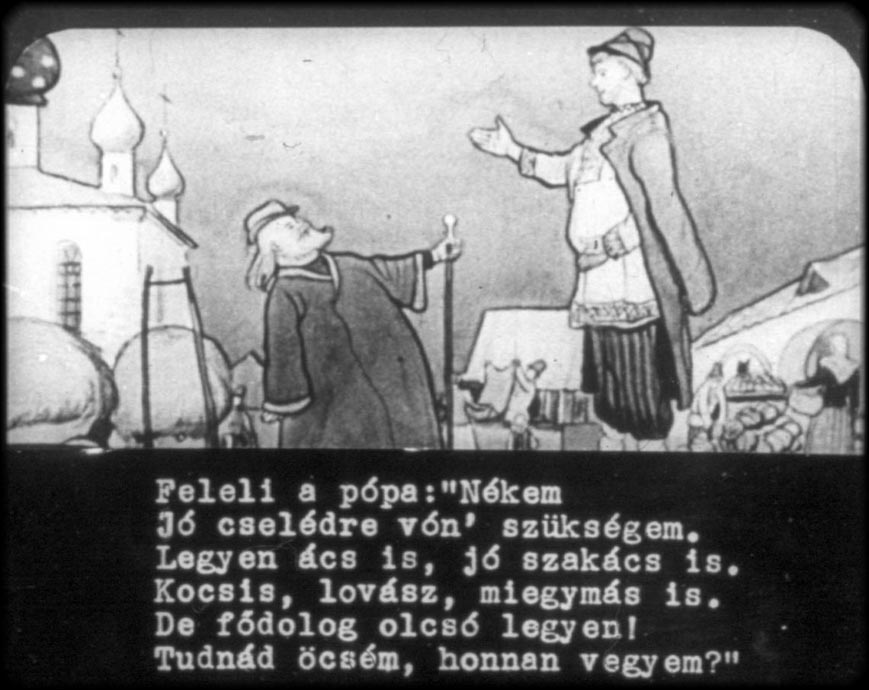 Feleli a pópa:"Nékem
Jó cselédre vón' szükségem.
Legyen ács is, jó szakács is.
Kocsis, lovász, miegymás is.
De fődolog olcsó legyen!
Tudnád öcsém, honnan vegyem?"